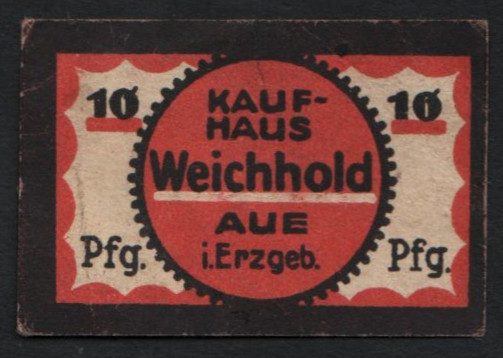 10
Pfg.
KAUF-
HAUS
Weichhold
AUE
i.Erzgeb.
10
Pfg.